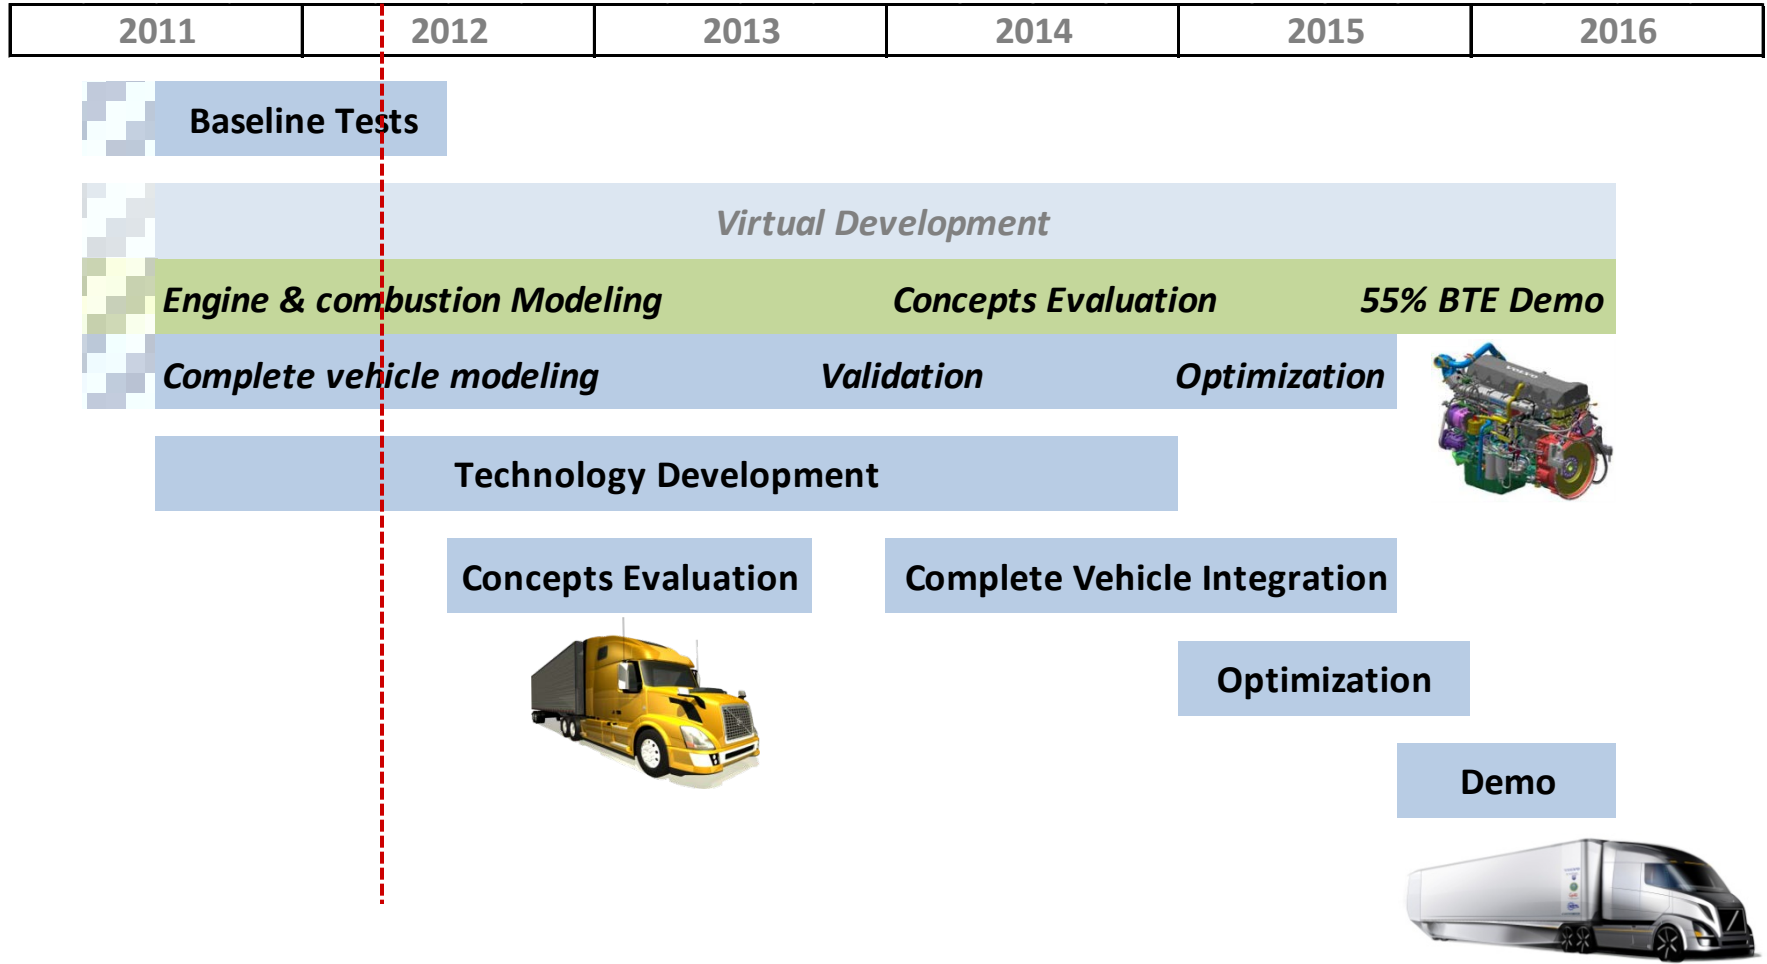 2011 2012 2013 2014 2015 2016
Baseline Tests
Virtual Development
Engine & combustion Modeling Concepts Evaluation 55% BTE Demo
Complete vehicle modeling Validation Optimization
VOLVO
Technology Development
Concepts Evaluation Complete Vehicle Integration
Optimization
Demo